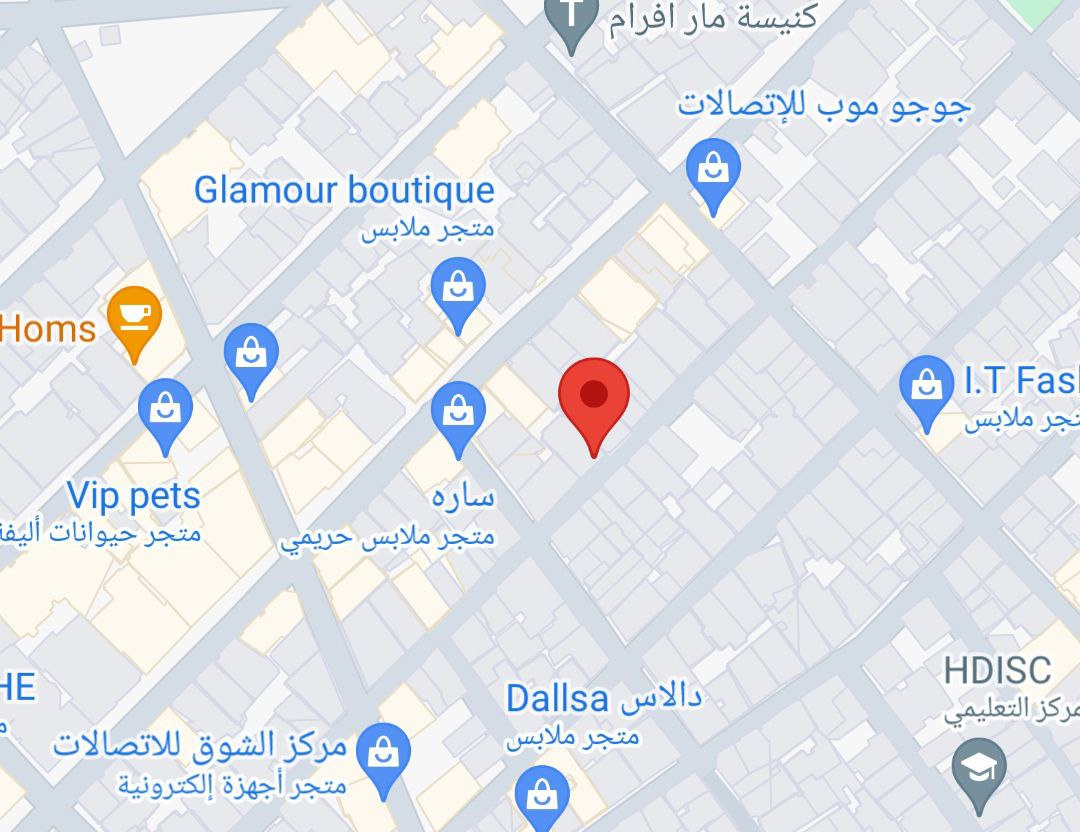 كنيسة مار افرام
جوجو موب للإتصالات
Glamour boutique
متجر ملابس
Homs
I.T Fas
متجر ملابس
Vip pets
متجر حيوانات أليفة
ساره
متجر ملابس حريمي
HDISC
مركز التعليمي
HE
Dallsa دالاس
متجر ملابس
مركز الشوق للاتصالات
متجر أجهزة إلكترونية